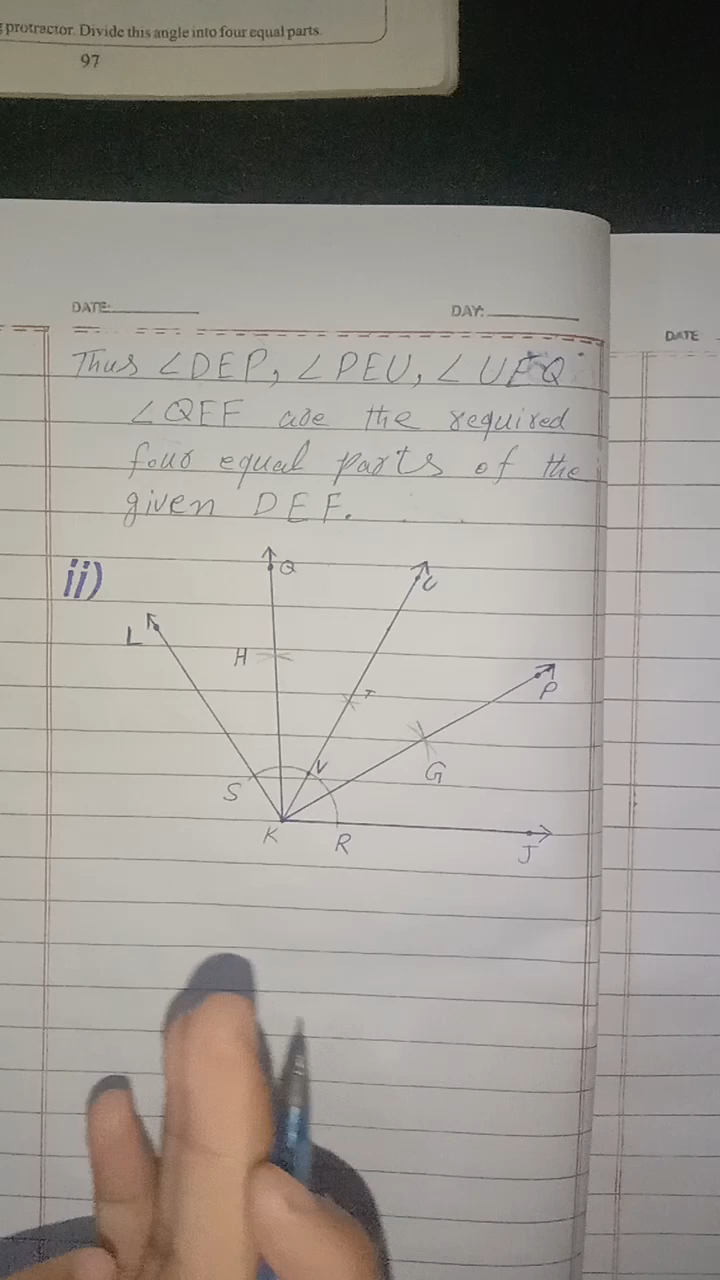 protractor. Divide this angle into four equal parts.
97
DATE: DAY:
DATE
Thus ∠DEP, ∠PEU, ∠UEQ
∠QEF are the required
four equal parts of the
given DEF.
ii)
Q
U
L
H
P
T
V
G
S
K
R
J